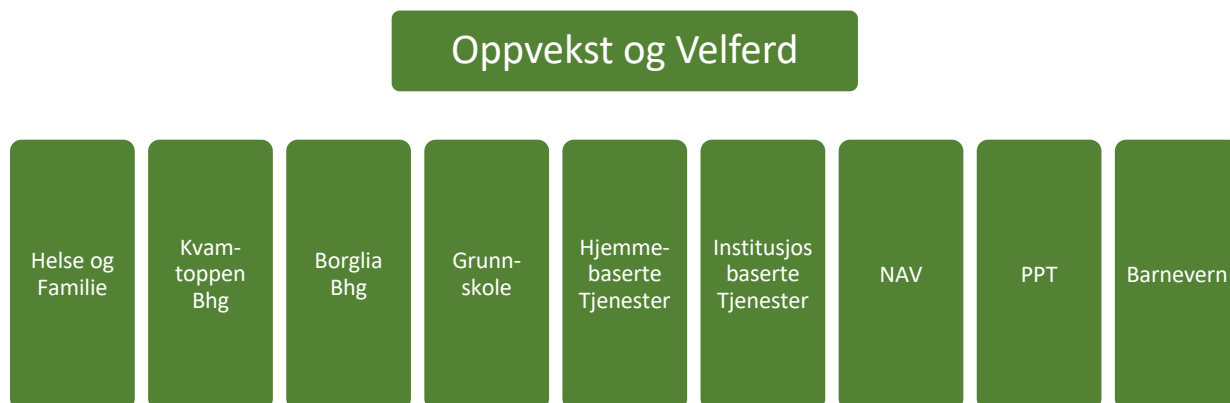 Oppvekst og Velferd
Helse og
Familie
Kvam-
toppen
Bhg
Borglia
Bhg
Grunn-
skole
Hjemme-
baserte
Tjenester
Institusjos
baserte
Tjenester
NAV
PPT
Barnevern